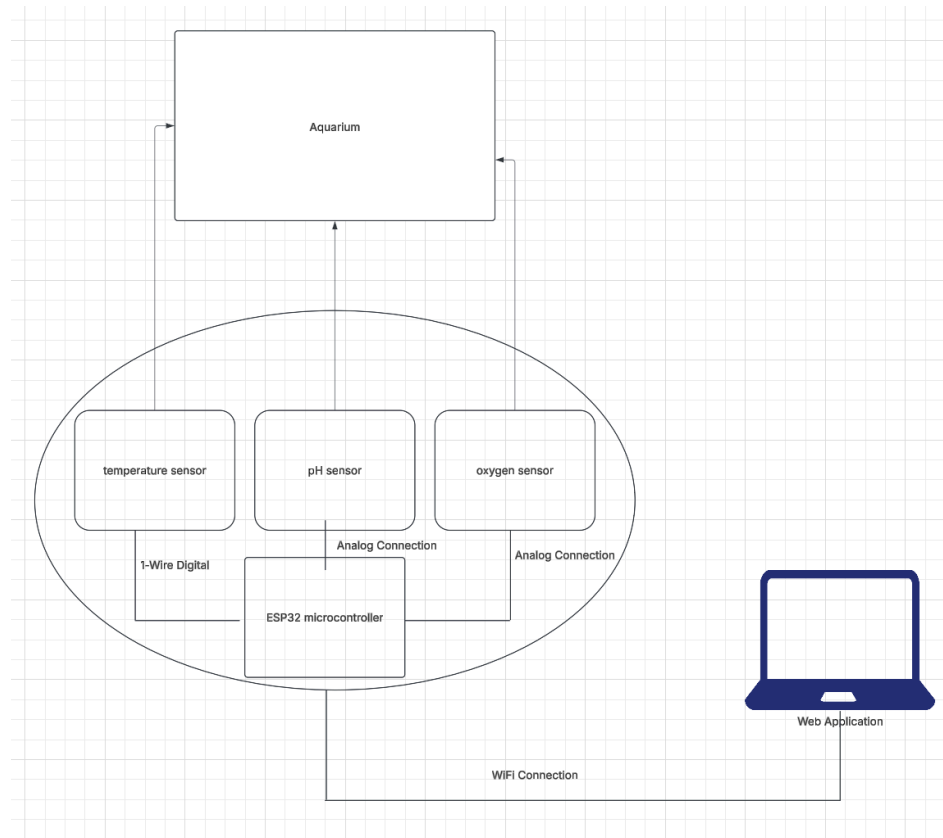 Aquarium
temperature sensor
pH sensor
oxygen sensor
Analog Connection
Analog Connection
1-Wire Digital
ESP32 microcontroller
Web Application
WiFi Connection